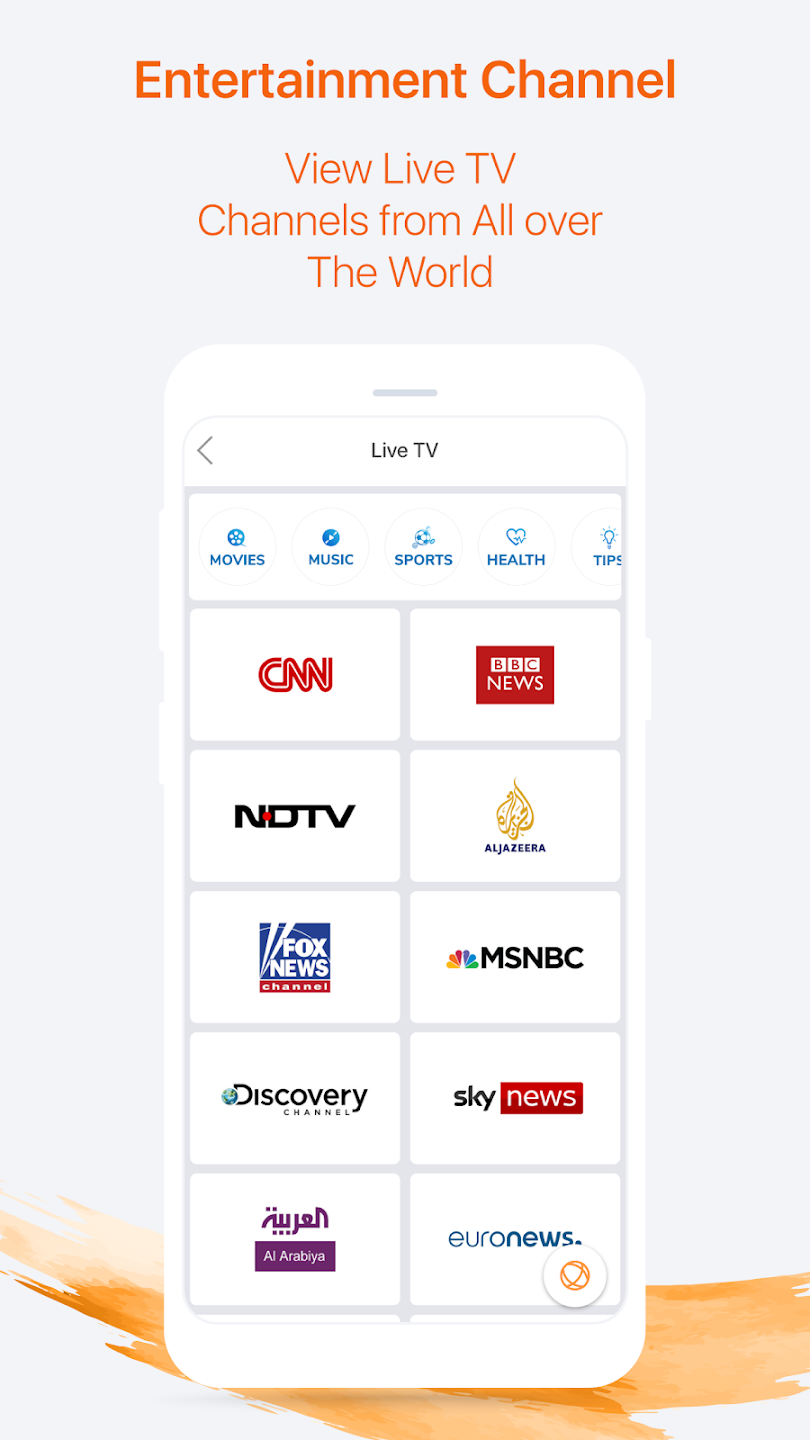 Entertainment Channel
View Live TV
Channels from All over
The World
Live TV
MOVIES
MUSIC
SPORTS
HEALTH
TIPS
CNN
BBC
NEWS
NDTV
ALJAZEERA
FOX
NEWS
channel
MSNBC
Discovery
CHANNEL
sky news
العربية
Al Arabiya
euronews.